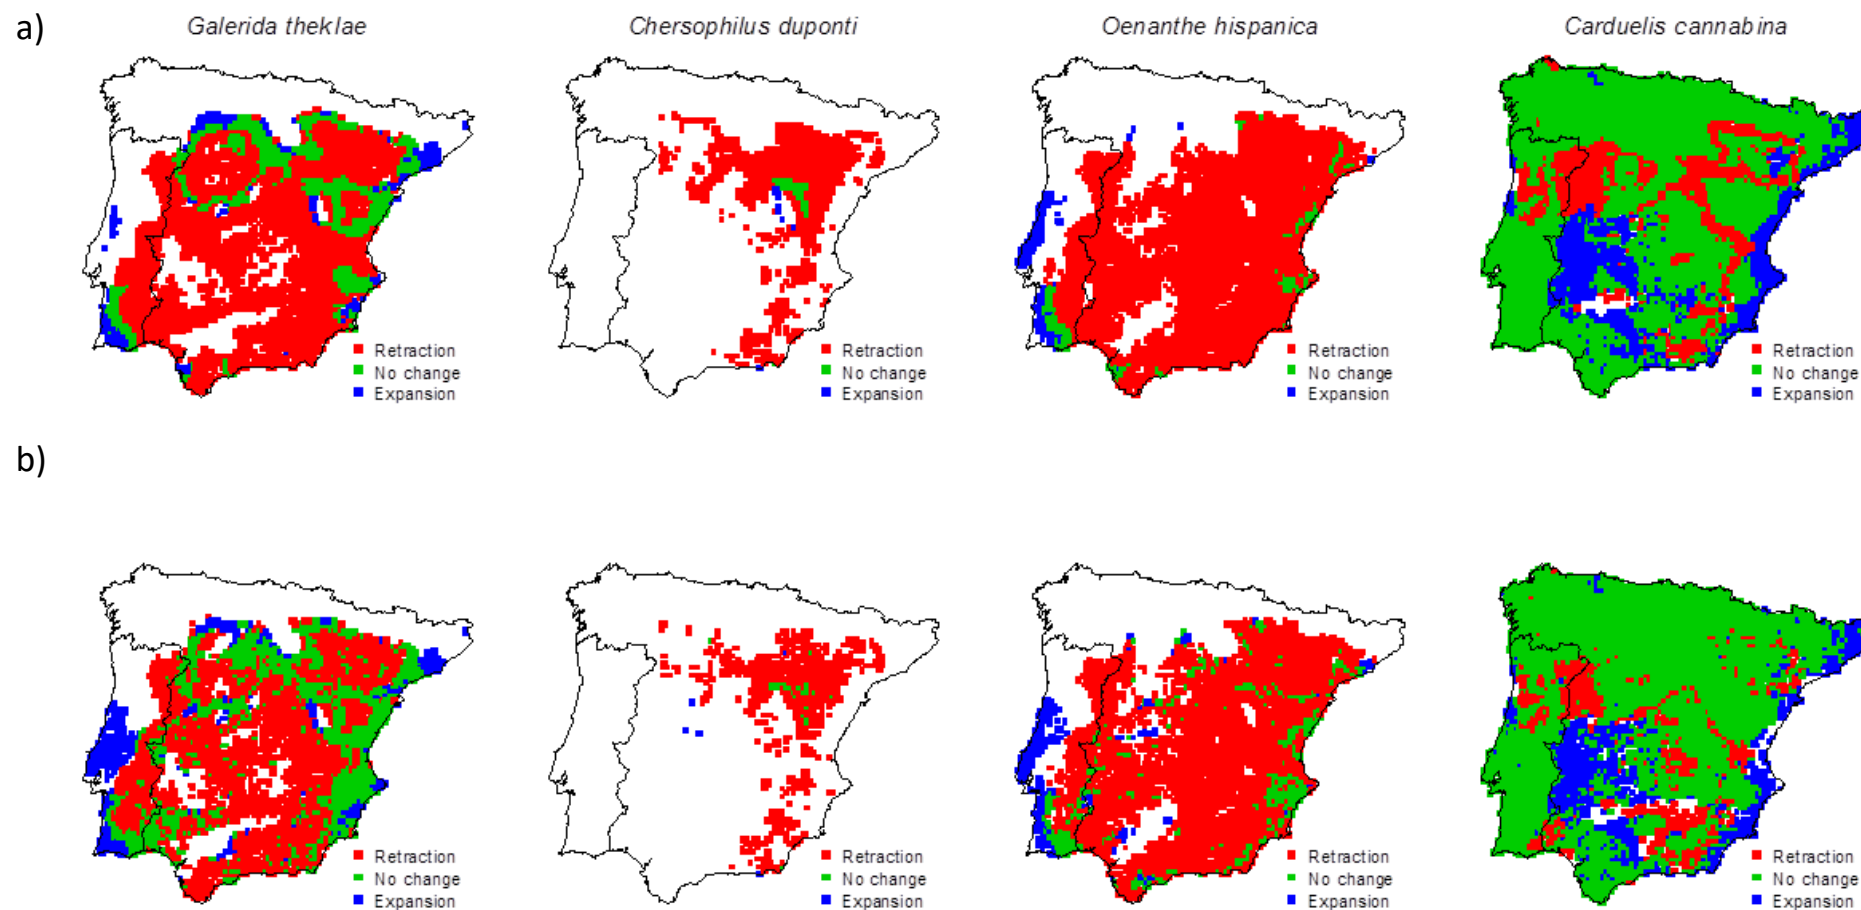 a)
Galerida theklae
Chersophilus duponti
Oenanthe hispanica
Carduelis cannabina
Retraction
No change
Expansion
Retraction
No change
Expansion
Retraction
No change
Expansion
Retraction
No change
Expansion
b)
Retraction
No change
Expansion
Retraction
No change
Expansion
Retraction
No change
Expansion
Retraction
No change
Expansion